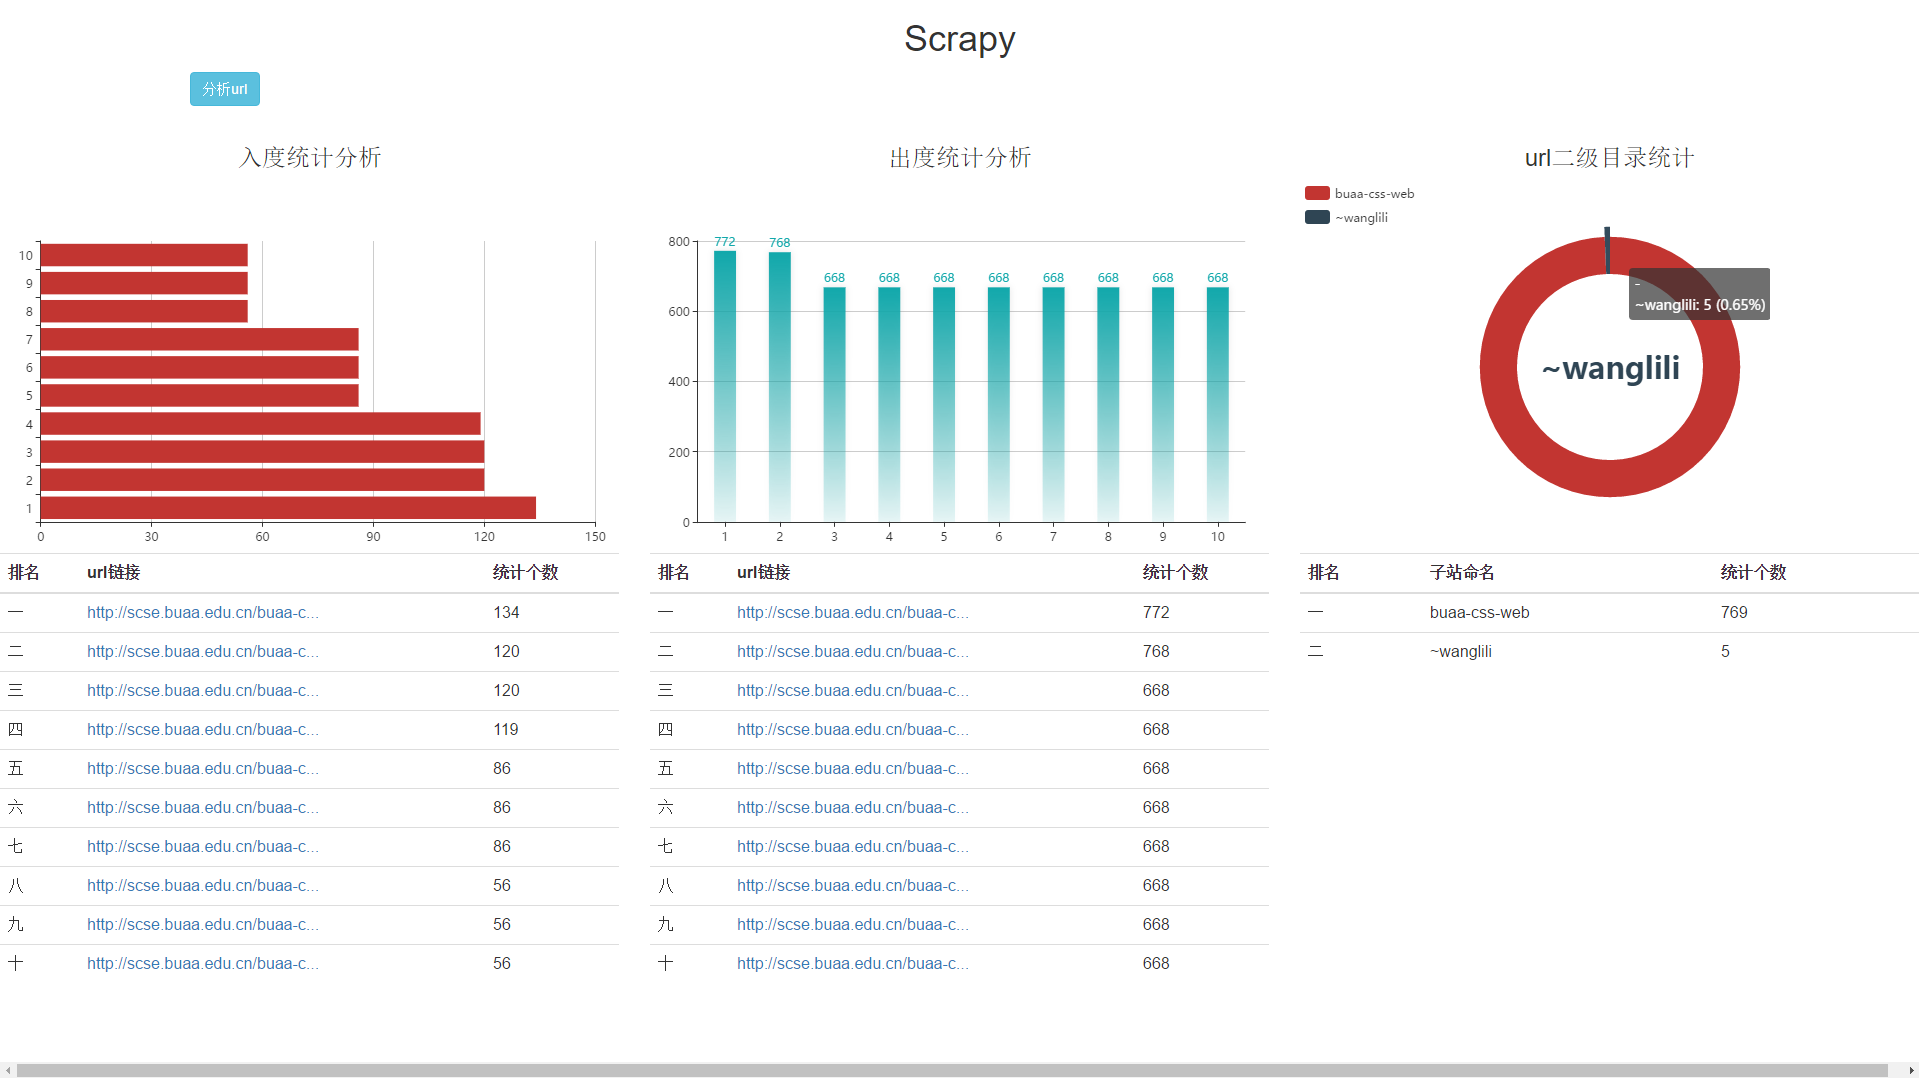 Scrapy
分析url
入度统计分析
10
9
8
7
6
5
4
3
2
1
0 30 60 90 120 150
排名 url链接 统计个数
一 http://scse.buaa.edu.cn/buaa-c... 134
二 http://scse.buaa.edu.cn/buaa-c... 120
三 http://scse.buaa.edu.cn/buaa-c... 120
四 http://scse.buaa.edu.cn/buaa-c... 119
五 http://scse.buaa.edu.cn/buaa-c... 86
六 http://scse.buaa.edu.cn/buaa-c... 86
七 http://scse.buaa.edu.cn/buaa-c... 86
八 http://scse.buaa.edu.cn/buaa-c... 56
九 http://scse.buaa.edu.cn/buaa-c... 56
十 http://scse.buaa.edu.cn/buaa-c... 56
出度统计分析
772 768 668 668 668 668 668 668 668 668
800
600
400
200
0
1 2 3 4 5 6 7 8 9 10
排名 url链接 统计个数
一 http://scse.buaa.edu.cn/buaa-c... 772
二 http://scse.buaa.edu.cn/buaa-c... 768
三 http://scse.buaa.edu.cn/buaa-c... 668
四 http://scse.buaa.edu.cn/buaa-c... 668
五 http://scse.buaa.edu.cn/buaa-c... 668
六 http://scse.buaa.edu.cn/buaa-c... 668
七 http://scse.buaa.edu.cn/buaa-c... 668
八 http://scse.buaa.edu.cn/buaa-c... 668
九 http://scse.buaa.edu.cn/buaa-c... 668
十 http://scse.buaa.edu.cn/buaa-c... 668
url二级目录统计
buaa-css-web
~wanglili
-
~wanglili: 5 (0.65%)
~wanglili
排名 子站命名 统计个数
一 buaa-css-web 769
二 ~wanglili 5